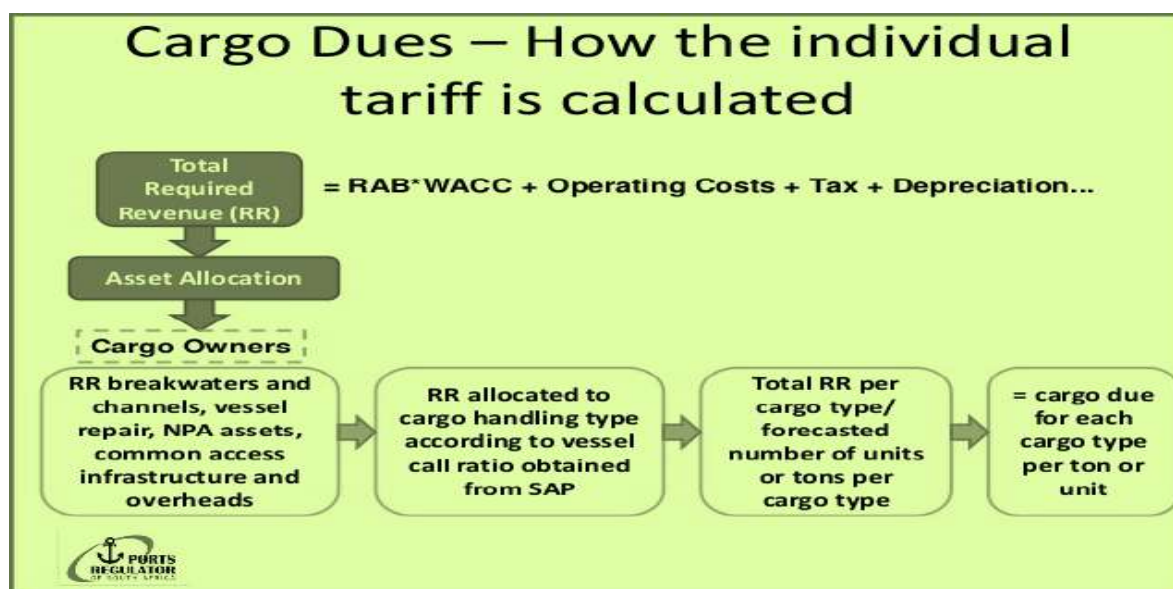 Cargo Dues – How the individual
tariff is calculated
Total
Required
Revenue (RR)
= RAB*WACC + Operating Costs + Tax + Depreciation...
Asset Allocation
Cargo Owners
RR breakwaters and
channels, vessel
repair, NPA assets,
common access
infrastructure and
overheads
RR allocated to
cargo handling type
according to vessel
call ratio obtained
from SAP
Total RR per
cargo type/
forecasted
number of units
or tons per
cargo type
= cargo due
for each
cargo type
per ton or
unit
PORTS
REGULATOR
OF SOUTH AFRICA